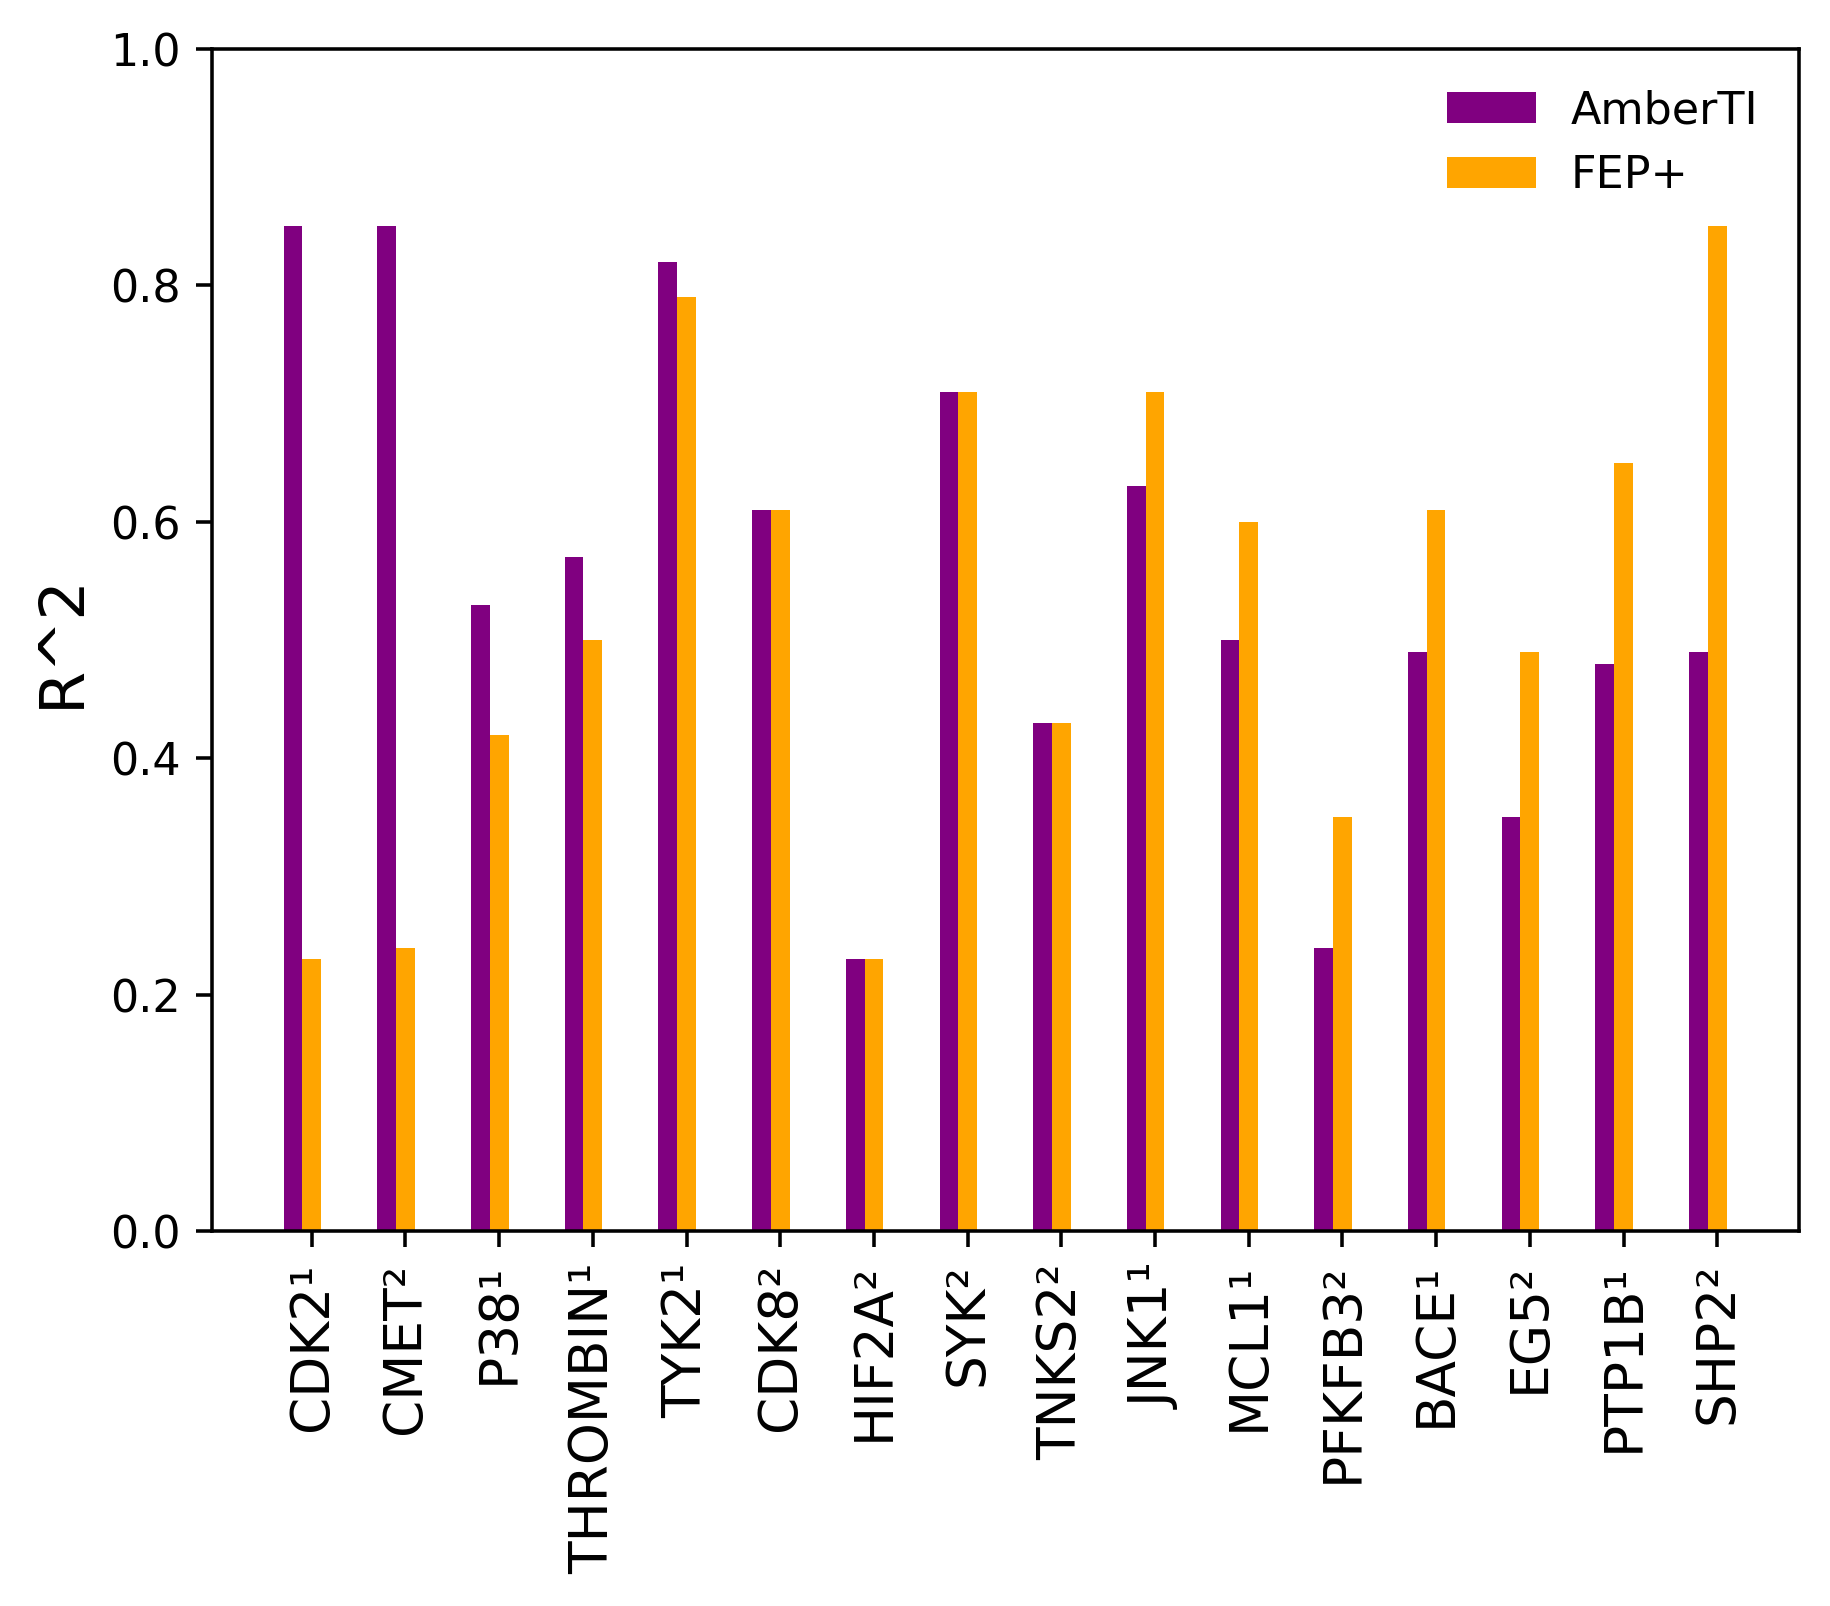 1.0
0.8
0.6
0.4
0.2
0.0
R^2
AmberTI
FEP+
CDK2¹
CMET²
P38¹
THROMBIN¹
TYK2¹
CDK8²
HIF2A²
SYK²
TNKS2²
JNK1¹
MCL1¹
PFKFB3²
BACE¹
EG5²
PTP1B¹
SHP2²